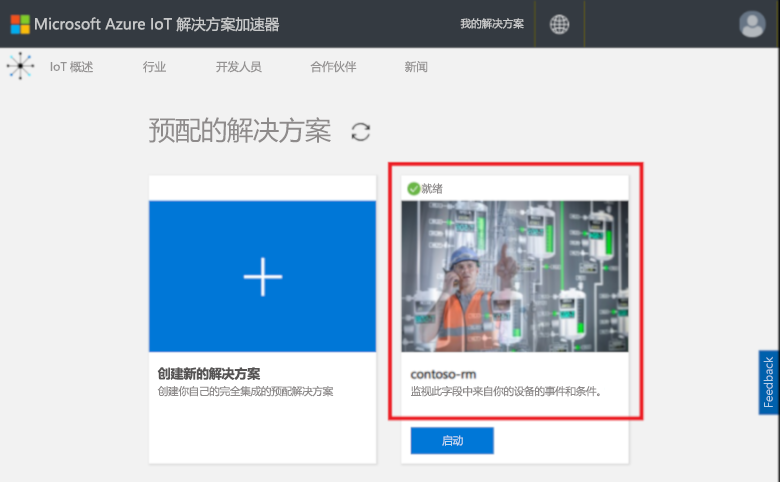 Microsoft Azure IoT 解决方案加速器
我的解决方案
IoT 概述
行业
开发人员
合作伙伴
新闻
预配的解决方案
就绪
创建新的解决方案
创建你自己的完全集成的预配解决方案
contoso-rm
监视此字段中来自你的设备的事件和条件。
启动
Feedback